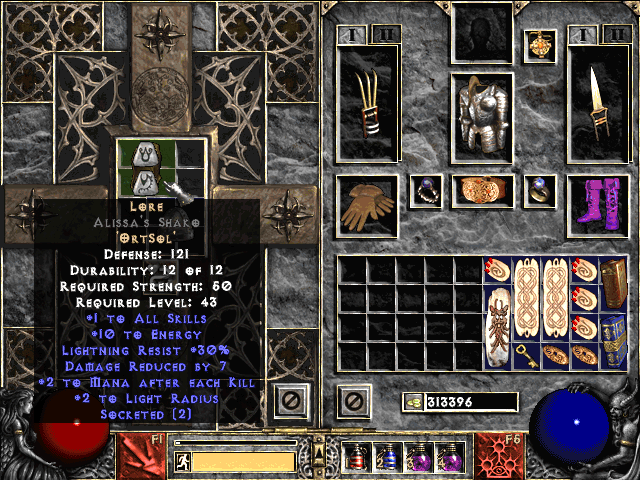 I
II
I
II
Lore
Alissa's Shako
'OrtSol'
Defense: 121
Durability: 12 of 12
Required Strength: 50
Required Level: 43
+1 to All Skills
+10 to Energy
Lightning Resist +30%
Damage Reduced by 7
+2 to Mana after each Kill
+2 to Light Radius
Socketed (2)
313396
F1
F5